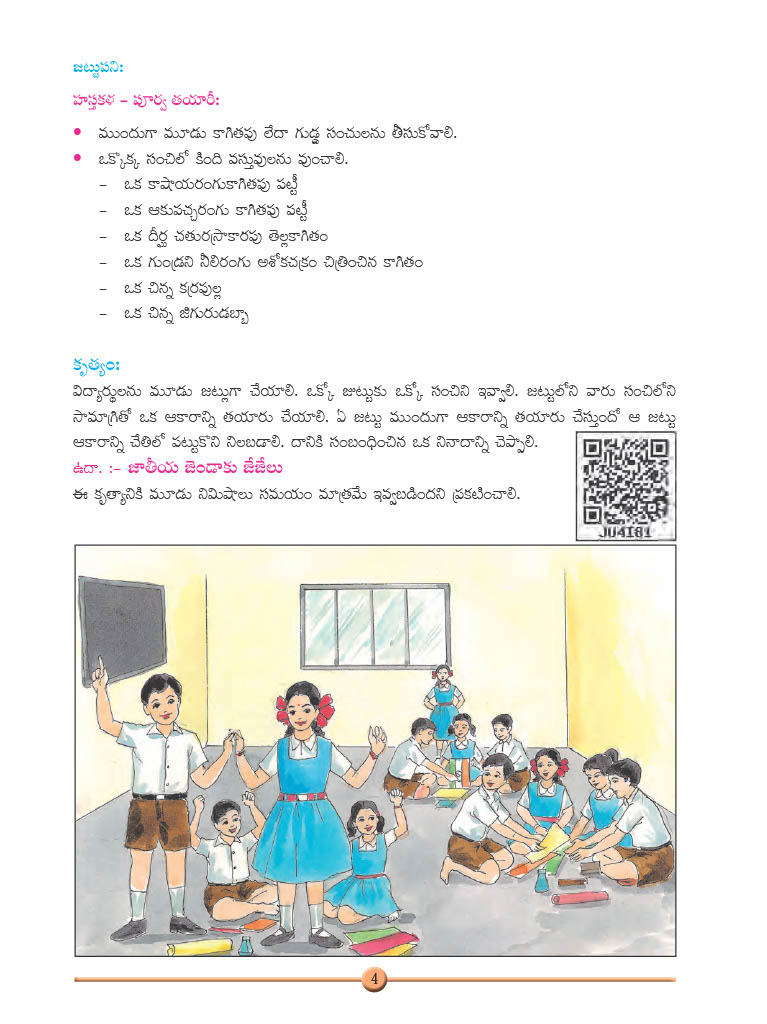 జట్టుపని:
హస్తకళ – పూర్వ తయారీ:
• ముందుగా మూడు కాగితపు లేదా గుడ్డ సంచులను తీసుకోవాలి.
• ఒక్కొక్క సంచిలో కింది వస్తువులను వుంచాలి.
– ఒక కాషాయరంగుకాగితపు పట్టీ
– ఒక ఆకుపచ్చరంగు కాగితపు పట్టీ
– ఒక దీర్ఘ చతురస్రాకారపు తెల్లకాగితం
– ఒక గుండ్రని నీలిరంగు అశోకచక్రం చిత్రించిన కాగితం
– ఒక చిన్న కర్రపుల్ల
– ఒక చిన్న జిగురుడబ్బా
కృత్యం:
విద్యార్థులను మూడు జట్లుగా చేయాలి. ఒక్కో జుట్టుకు ఒక్కో సంచిని ఇవ్వాలి. జట్టులోని వారు సంచిలోని
సామాగ్రితో ఒక ఆకారాన్ని తయారు చేయాలి. ఏ జట్టు ముందుగా ఆకారాన్ని తయారు చేస్తుందో ఆ జట్టు
ఆకారాన్ని చేతిలో పట్టుకొని నిలబడాలి. దానికి సంబంధించిన ఒక నినాదాన్ని చెప్పాలి.
ఉదా. :– జాతీయ జెండాకు జేజేలు
ఈ కృత్యానికి మూడు నిమిషాలు సమయం మాత్రమే ఇవ్వబడిందని ప్రకటించాలి.
JU4I81
4